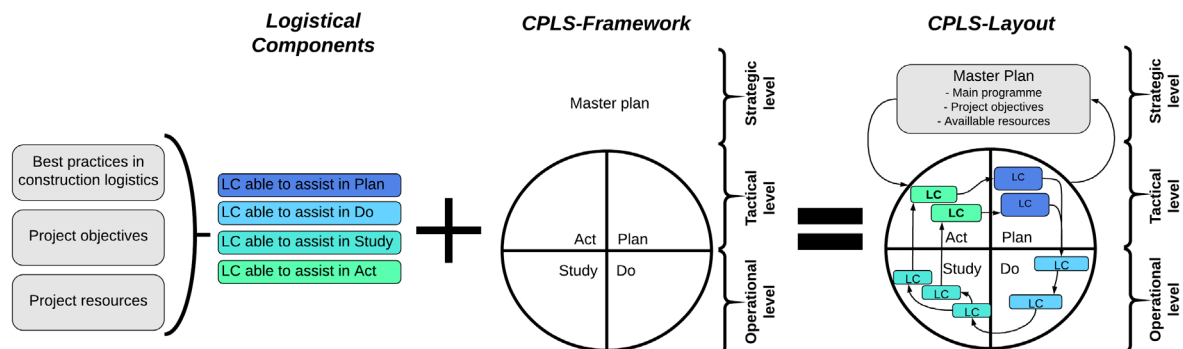 Logistical
Components
CPLS-Framework
CPLS-Layout
Best practices in
construction logistics
Project objectives
Project resources
LC able to assist in Plan
LC able to assist in Do
LC able to assist in Study
LC able to assist in Act
Master plan
Act
Plan
Study
Do
Strategic
level
Tactical
level
Operational
level
Master Plan
- Main programme
- Project objectives
- Availlable resources
LC
LC
LC
LC
Act
Plan
Study
Do
LC
LC
LC
LC
LC
Strategic
level
Tactical
level
Operational
level